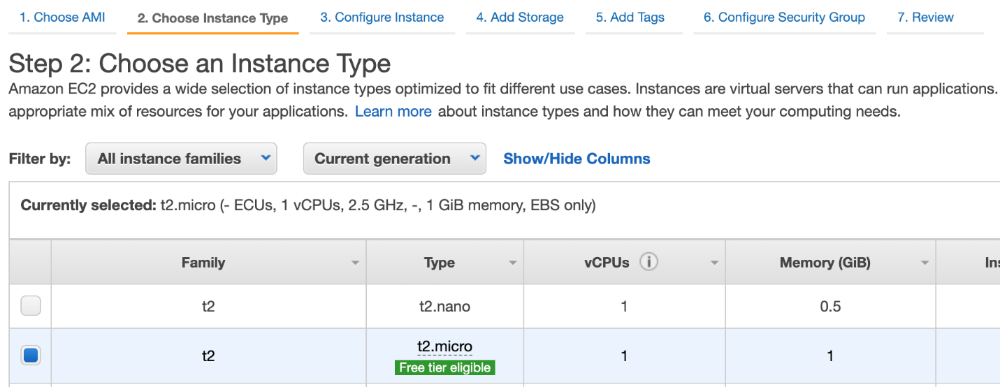 1. Choose AMI 2. Choose Instance Type 3. Configure Instance 4. Add Storage 5. Add Tags 6. Configure Security Group 7. Review
Step 2: Choose an Instance Type
Amazon EC2 provides a wide selection of instance types optimized to fit different use cases. Instances are virtual servers that can run applications.
appropriate mix of resources for your applications. Learn more about instance types and how they can meet your computing needs.
Filter by: All instance families Current generation Show/Hide Columns
Currently selected: t2.micro (- ECUs, 1 vCPUs, 2.5 GHz, -, 1 GiB memory, EBS only)
Family Type vCPUs i Memory (GiB)
t2 t2.nano 1 0.5
t2 t2.micro 1 1
Free tier eligible